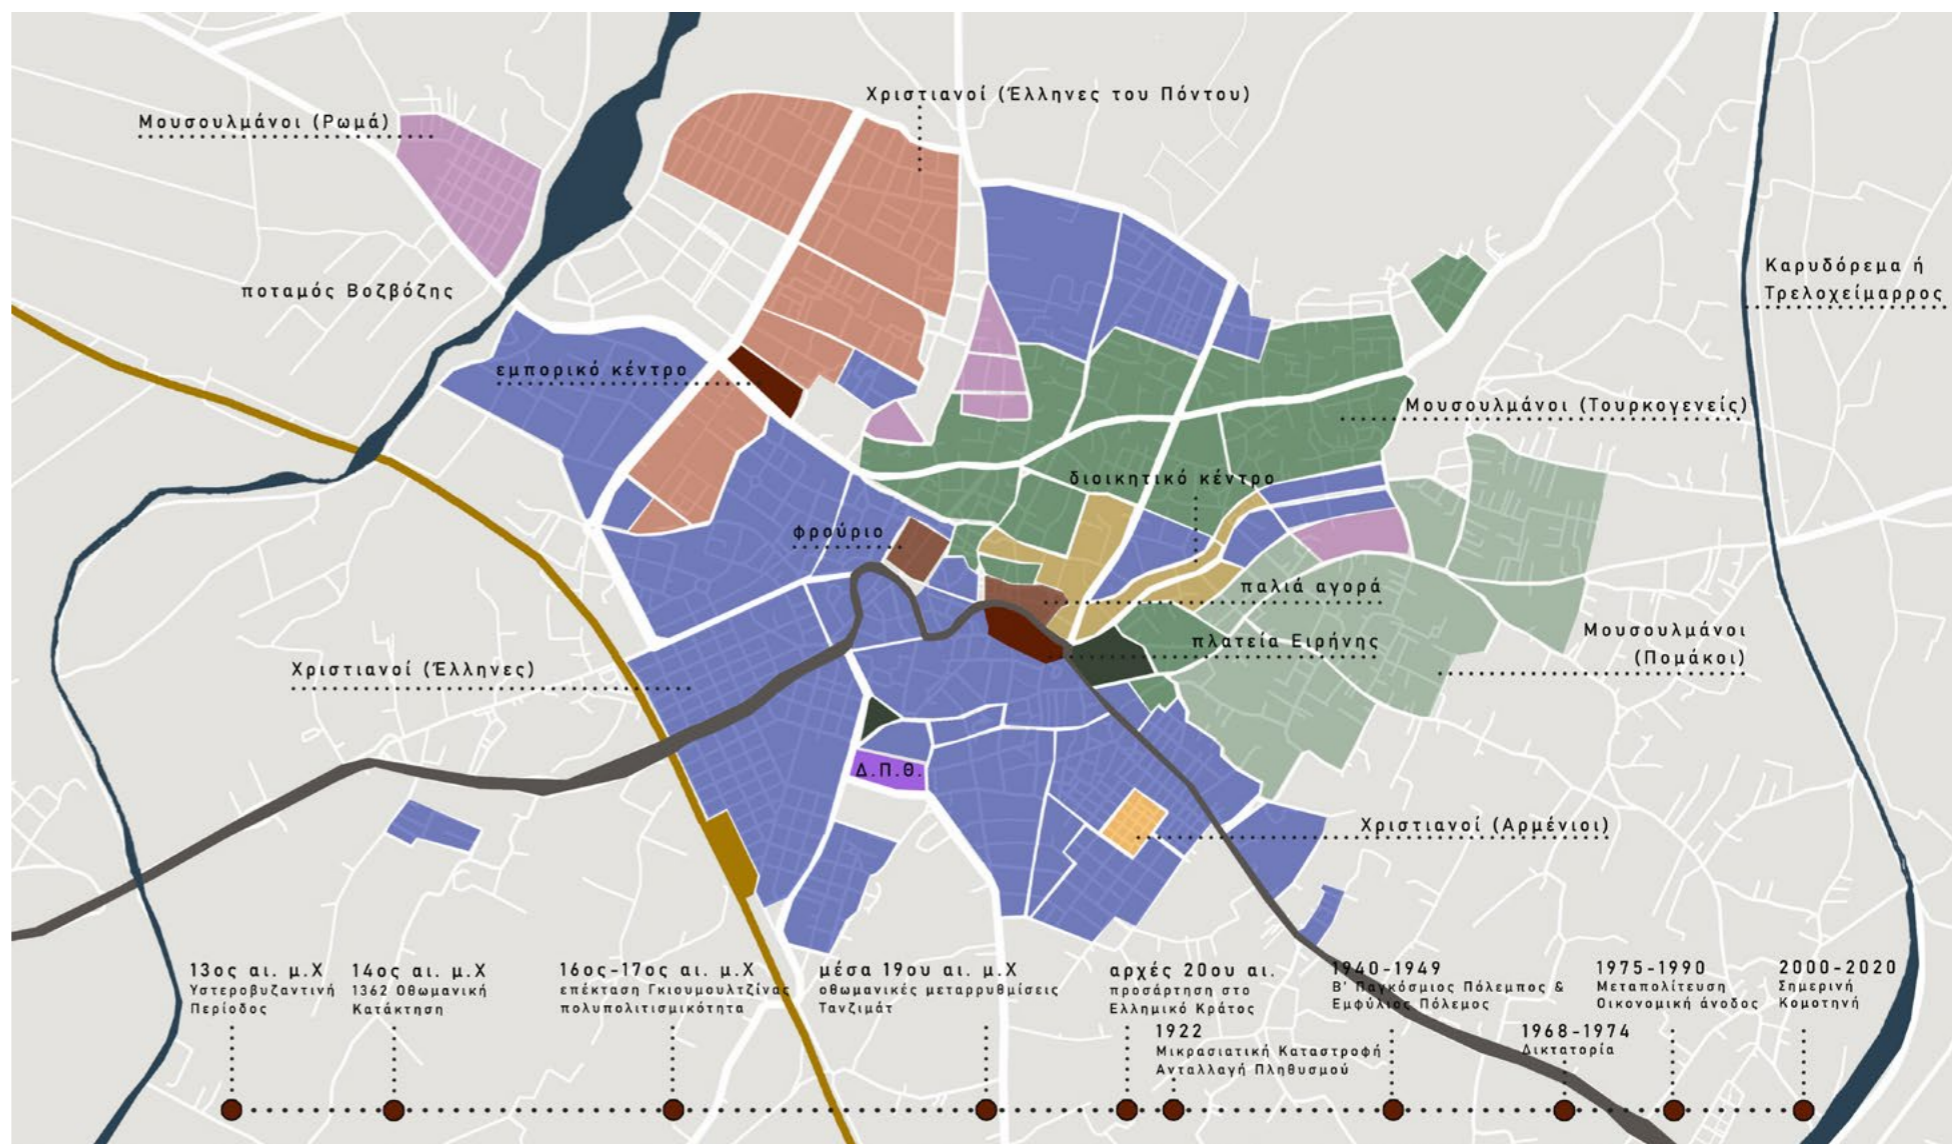 Χριστιανοί (Έλληνες του Πόντου)
Μουσουλμάνοι (Ρωμά)
ποταμός Βοζβόζης
Καρυδόρεμα ή
Τρελοχείμαρρος
εμπορικό κέντρο
Μουσουλμάνοι (Τουρκογενείς)
διοικητικό κέντρο
φρούριο
παλιά αγορά
πλατεία Ειρήνης
Μουσουλμάνοι
(Πομάκοι)
Χριστιανοί (Έλληνες)
Δ.Π.Θ.
Χριστιανοί (Αρμένιοι)
13ος αι. μ.Χ
Υστεροβυζαντινή
Περίοδος
14ος αι. μ.Χ
1362 Οθωμανική
Κατάκτηση
16ος-17ος αι. μ.Χ
επέκταση Γκιουμουλτζίνας
πολυπολιτισμικότητα
μέσα 19ου αι. μ.Χ
οθωμανικές μεταρρυθμίσεις
Τανζιμάτ
αρχές 20ου αι.
προσάρτηση στο
Ελλημικό Κράτος
1922
Μικρασιατική Καταστροφή
Ανταλλαγή Πληθυσμού
1940-1949
Β' Παγκόσμιος Πόλεμπος &
Εμφύλιος Πόλεμος
1968-1974
Δικτατορία
1975-1990
Μεταπολίτευση
Οικονομική άνοδος
2000-2020
Σημερινή
Κομοτηνή